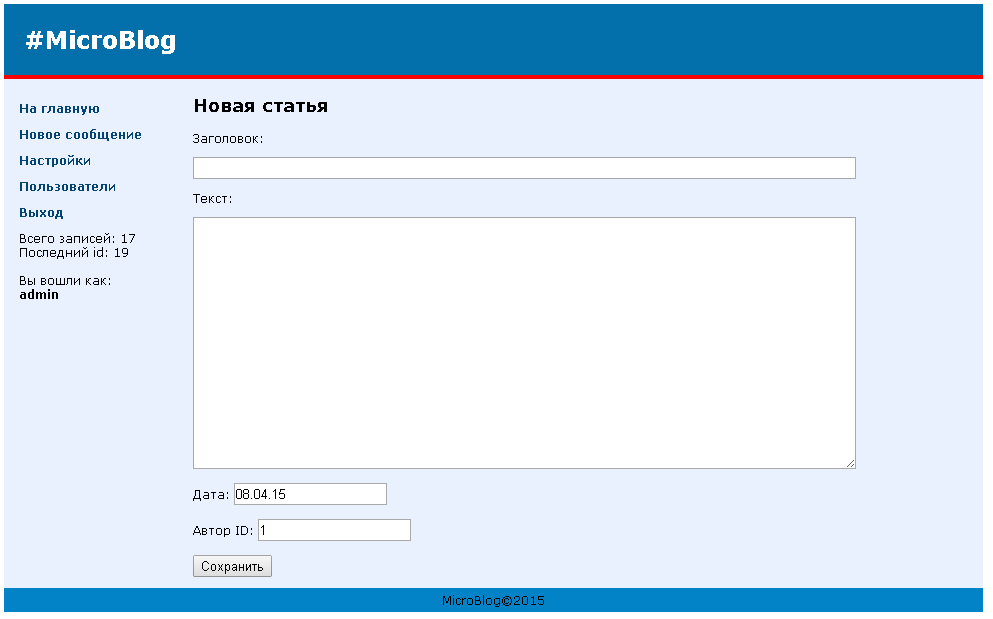 #MicroBlog
На главную
Новое сообщение
Настройки
Пользователи
Выход
Всего записей: 17
Последний id: 19
Вы вошли как:
admin
Новая статья
Заголовок:
Текст:
Дата: 08.04.15
Автор ID: 1
Сохранить
MicroBlog©2015